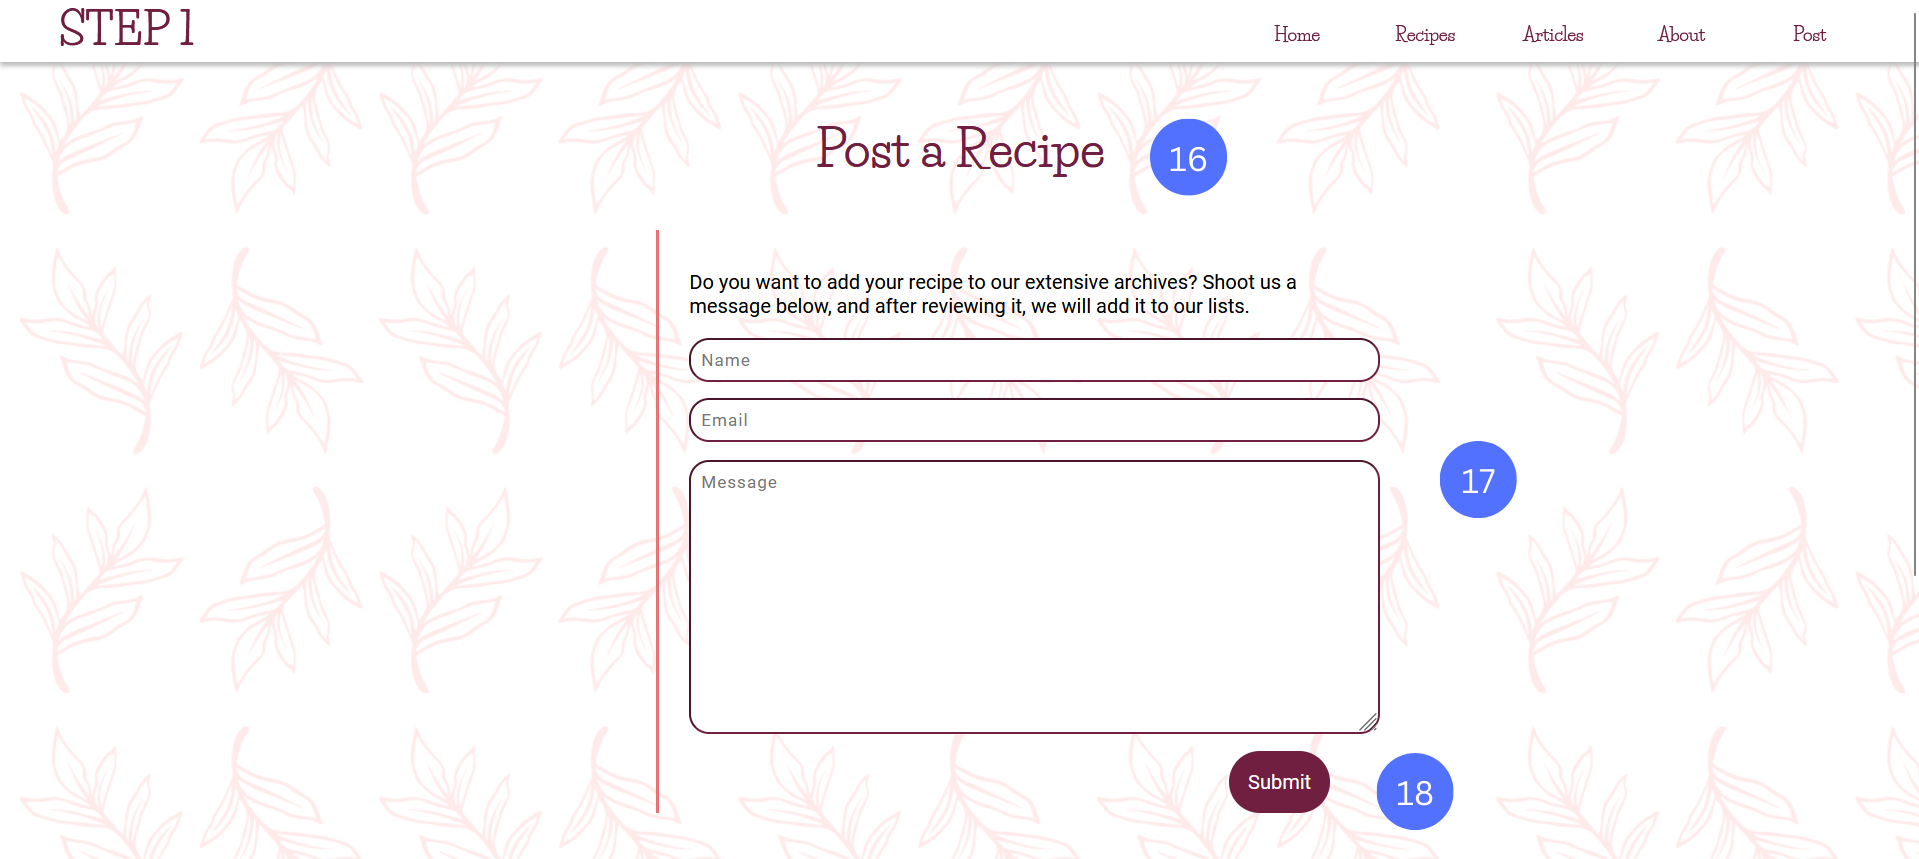 STEP 1
Home Recipes Articles About Post
Post a Recipe
16
Do you want to add your recipe to our extensive archives? Shoot us a
message below, and after reviewing it, we will add it to our lists.
Name
Email
17
Message
Submit
18